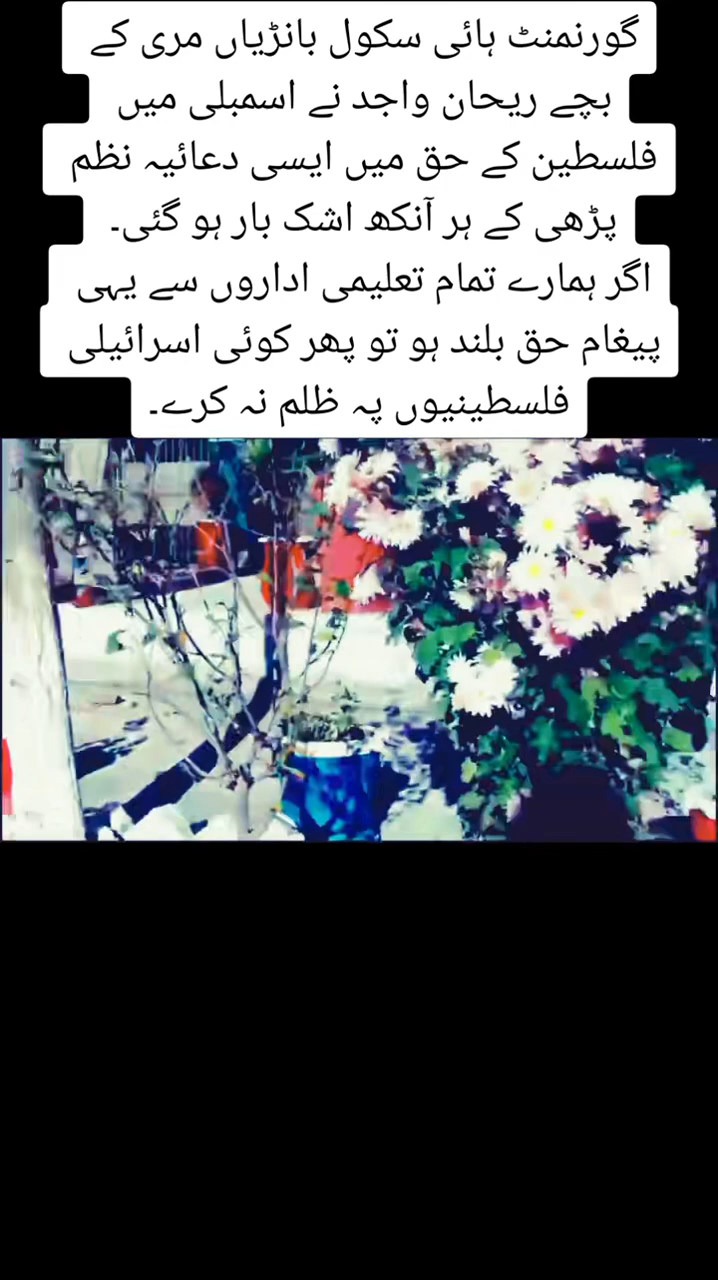 گورنمنٹ ہائی سکول بانڑیاں مری کے
بچے ریحان واجد نے اسمبلی میں
فلسطین کے حق میں ایسی دعائیہ نظم
پڑھی کے ہر آنکھ اشک بار ہو گئی۔
اگر ہمارے تمام تعلیمی اداروں سے یہی
پیغام حق بلند ہو تو پھر کوئی اسرائیلی
فلسطینیوں پہ ظلم نہ کرے۔